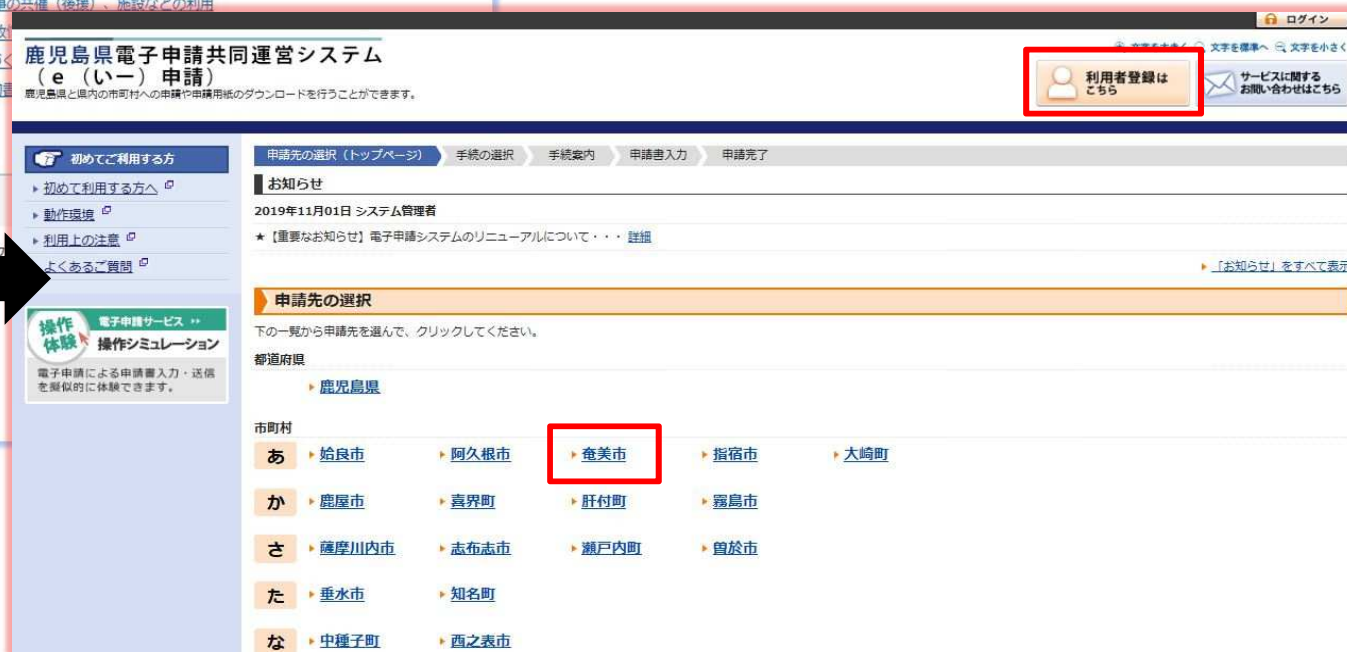 の共催（後援）、施設などの利用
ログイン
鹿児島県電子申請共同運営システム
（e（いー）申請）
鹿児島県と県内の市町村への申請や申請用紙のダウンロードを行うことができます。
文字を大きく 文字を標準へ 文字を小さく
利用者登録は
こちら
サービスに関する
お問い合わせはこちら
初めてご利用する方
初めて利用する方へ
動作環境
利用上の注意
よくあるご質問
操作
体験
電子申請サービス
操作シミュレーション
電子申請による申請書入力・送信
を擬似的に体験できます。
申請先の選択（トップページ） 手続の選択 手続案内 申請書入力 申請完了
お知らせ
2019年11月01日 システム管理者
★【重要なお知らせ】電子申請システムのリニューアルについて・・・ 詳細
「お知らせ」をすべて表示
申請先の選択
下の一覧から申請先を選んで、クリックしてください。
都道府県
鹿児島県
市町村
あ 姶良市 阿久根市 奄美市 指宿市 大崎町
か 鹿屋市 喜界町 肝付町 霧島市
さ 薩摩川内市 志布志市 瀬戸内町 曽於市
た 垂水市 知名町
な 中種子町 西之表市